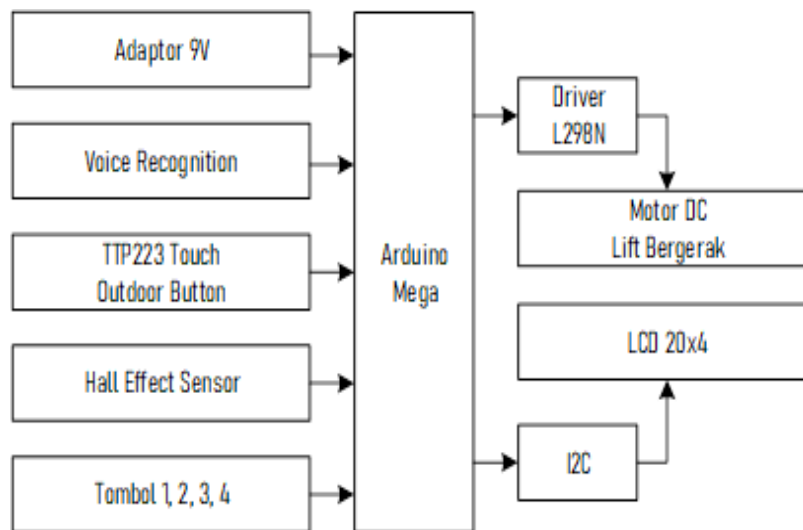 Adaptor 9V
Voice Recognition
TTP223 Touch
Outdoor Button
Hall Effect Sensor
Tombol 1, 2, 3, 4
Arduino
Mega
Driver
L298N
Motor DC
Lift Bergerak
LCD 20x4
I2C